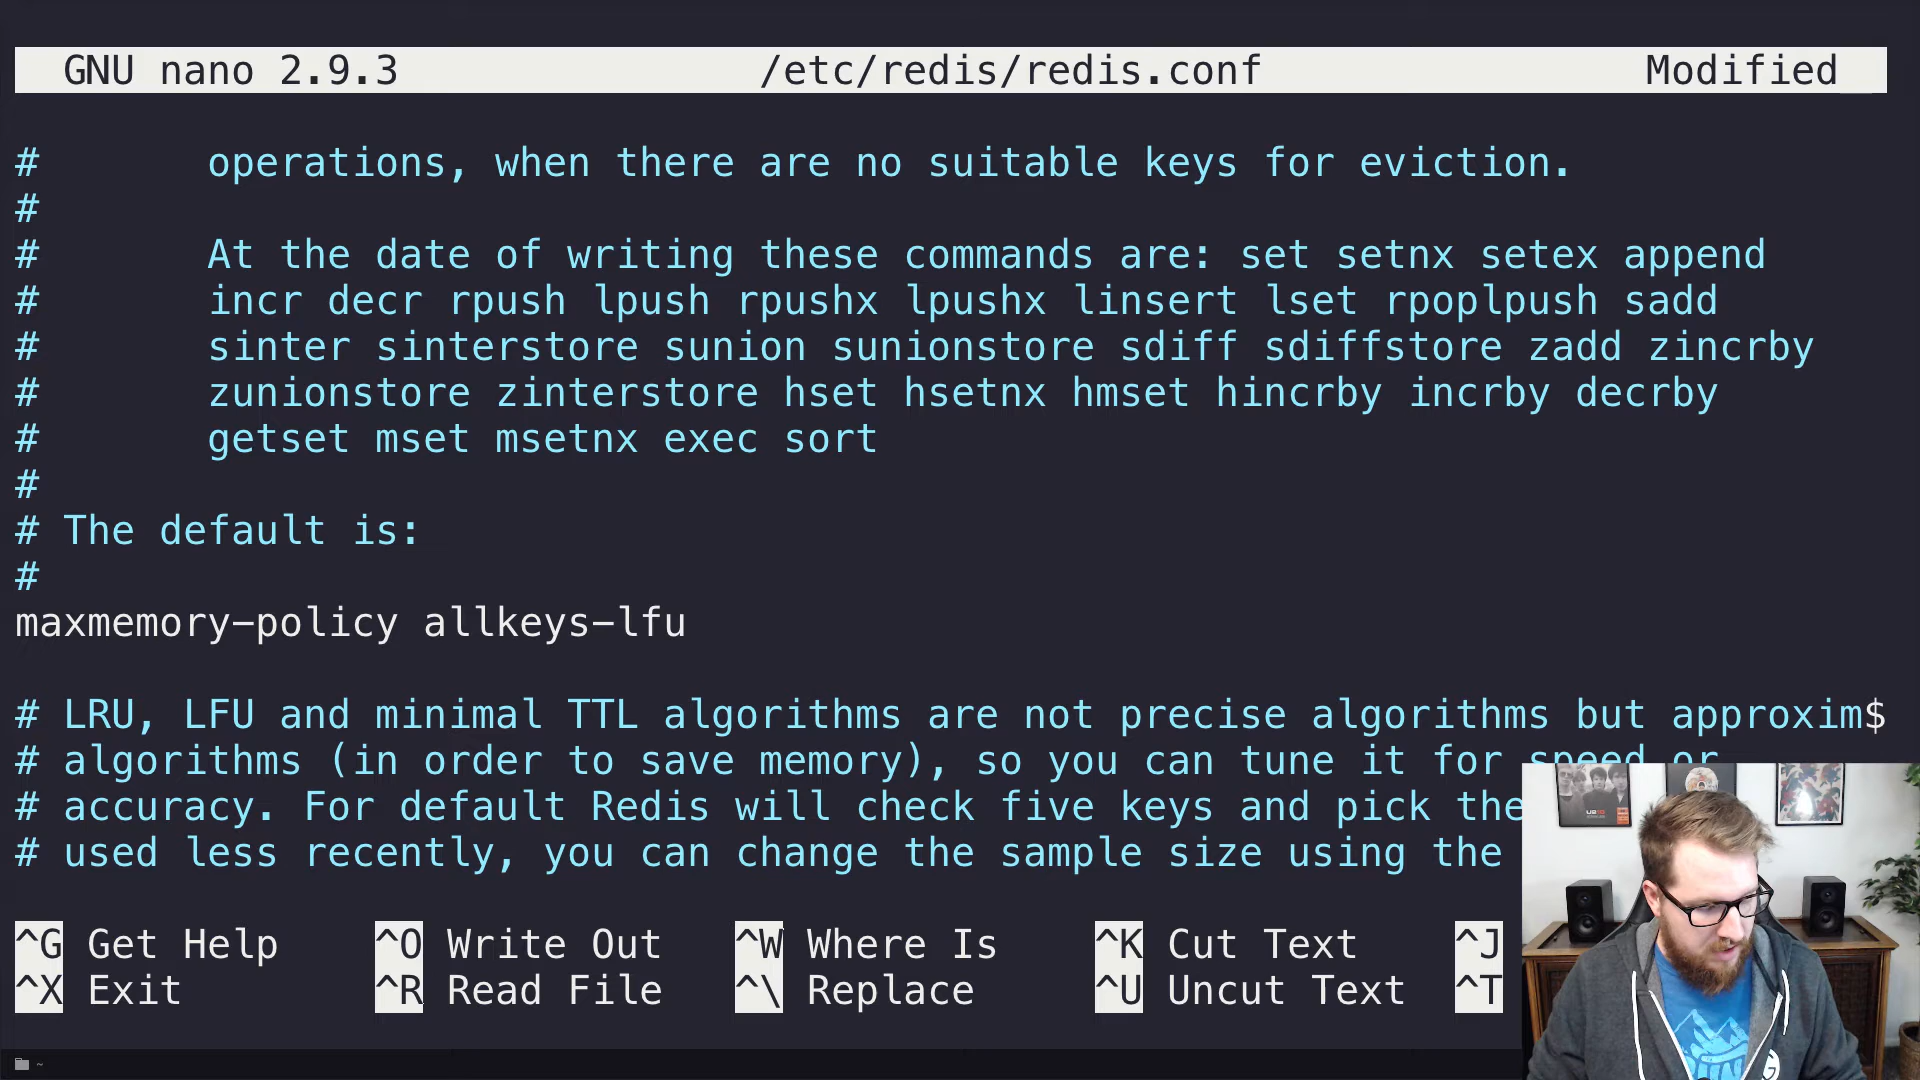 GNU nano 2.9.3 /etc/redis/redis.conf Modified
# operations, when there are no suitable keys for eviction.
#
# At the date of writing these commands are: set setnx setex append
# incr decr rpush lpush rpushx lpushx linsert lset rpoplpush sadd
# sinter sinterstore sunion sunionstore sdiff sdiffstore zadd zincrby
# zunionstore zinterstore hset hsetnx hmset hincrby incrby decrby
# getset mset msetnx exec sort
#
# The default is:
#
maxmemory-policy allkeys-lfu
# LRU, LFU and minimal TTL algorithms are not precise algorithms but approxim$
# algorithms (in order to save memory), so you can tune it for speed or
# accuracy. For default Redis will check five keys and pick the
# used less recently, you can change the sample size using the
^G Get Help ^O Write Out ^W Where Is ^K Cut Text ^J
^X Exit ^R Read File ^\ Replace ^U Uncut Text ^T
~